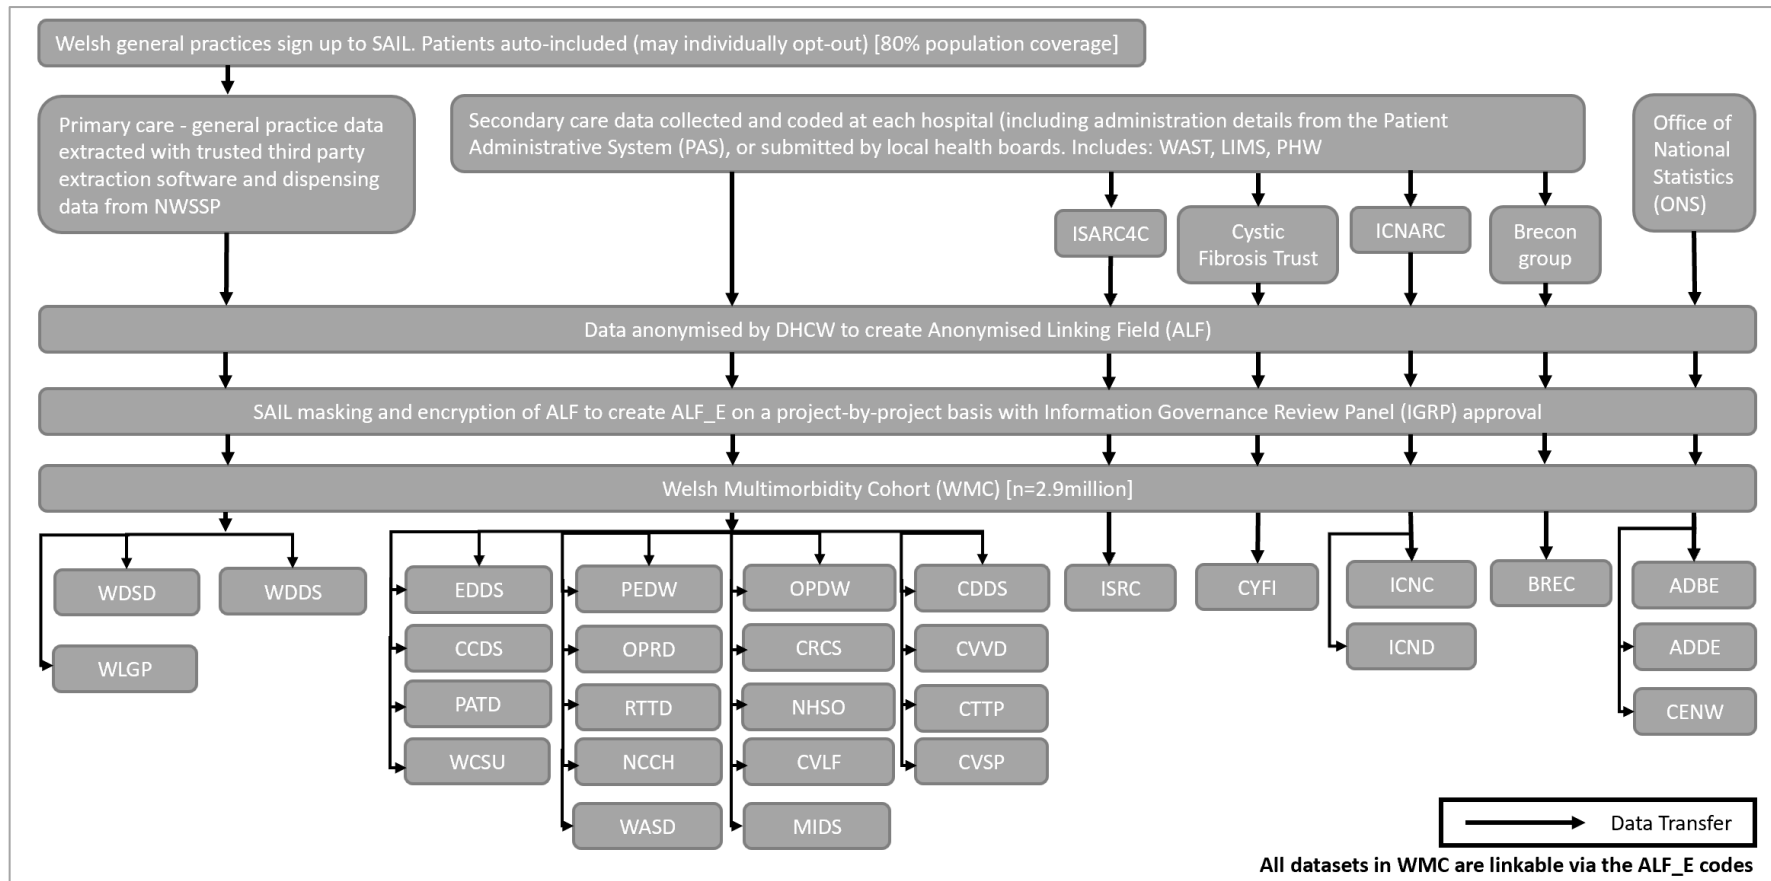 Welsh general practices sign up to SAIL. Patients auto-included (may individually opt-out) [80% population coverage]
Primary care - general practice data
extracted with trusted third party
extraction software and dispensing
data from NWSSP
Secondary care data collected and coded at each hospital (including administration details from the Patient
Administrative System (PAS), or submitted by local health boards. Includes: WAST, LIMS, PHW
Office of
National
Statistics
(ONS)
ISARC4C
Cystic
Fibrosis Trust
ICNARC
Brecon
group
Data anonymised by DHCW to create Anonymised Linking Field (ALF)
SAIL masking and encryption of ALF to create ALF_E on a project-by-project basis with Information Governance Review Panel (IGRP) approval
Welsh Multimorbidity Cohort (WMC) [n=2.9million]
WDSD
WDDS
WLGP
EDDS
CCDS
PATD
WCSU
PEDW
OPRD
RTTD
NCCH
WASD
OPDW
CRCS
NHSO
CVLF
MIDS
CDDS
CVVD
CTTP
CVSP
ISRC
CYFI
ICNC
ICND
BREC
ADBE
ADDE
CENW
Data Transfer
All datasets in WMC are linkable via the ALF_E codes